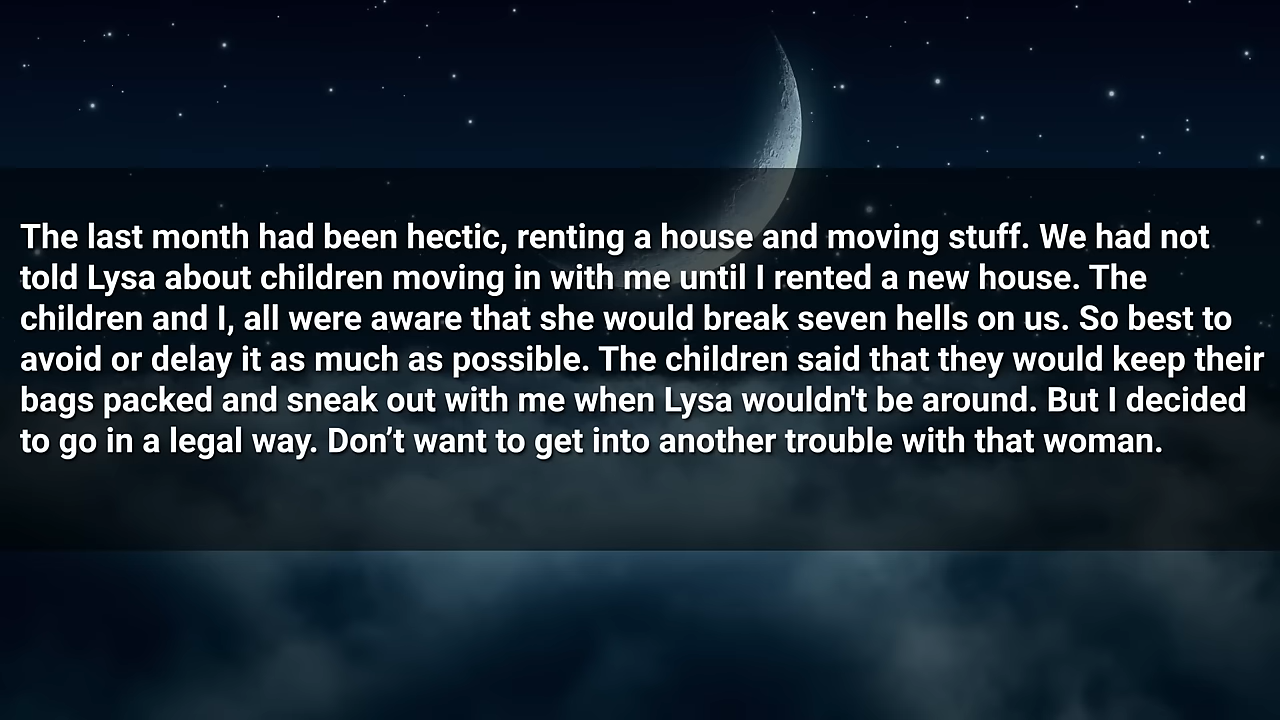 The last month had been hectic, renting a house and moving stuff. We had not
told Lysa about children moving in with me until I rented a new house. The
children and I, all were aware that she would break seven hells on us. So best to
avoid or delay it as much as possible. The children said that they would keep their
bags packed and sneak out with me when Lysa wouldn't be around. But I decided
to go in a legal way. Don’t want to get into another trouble with that woman.